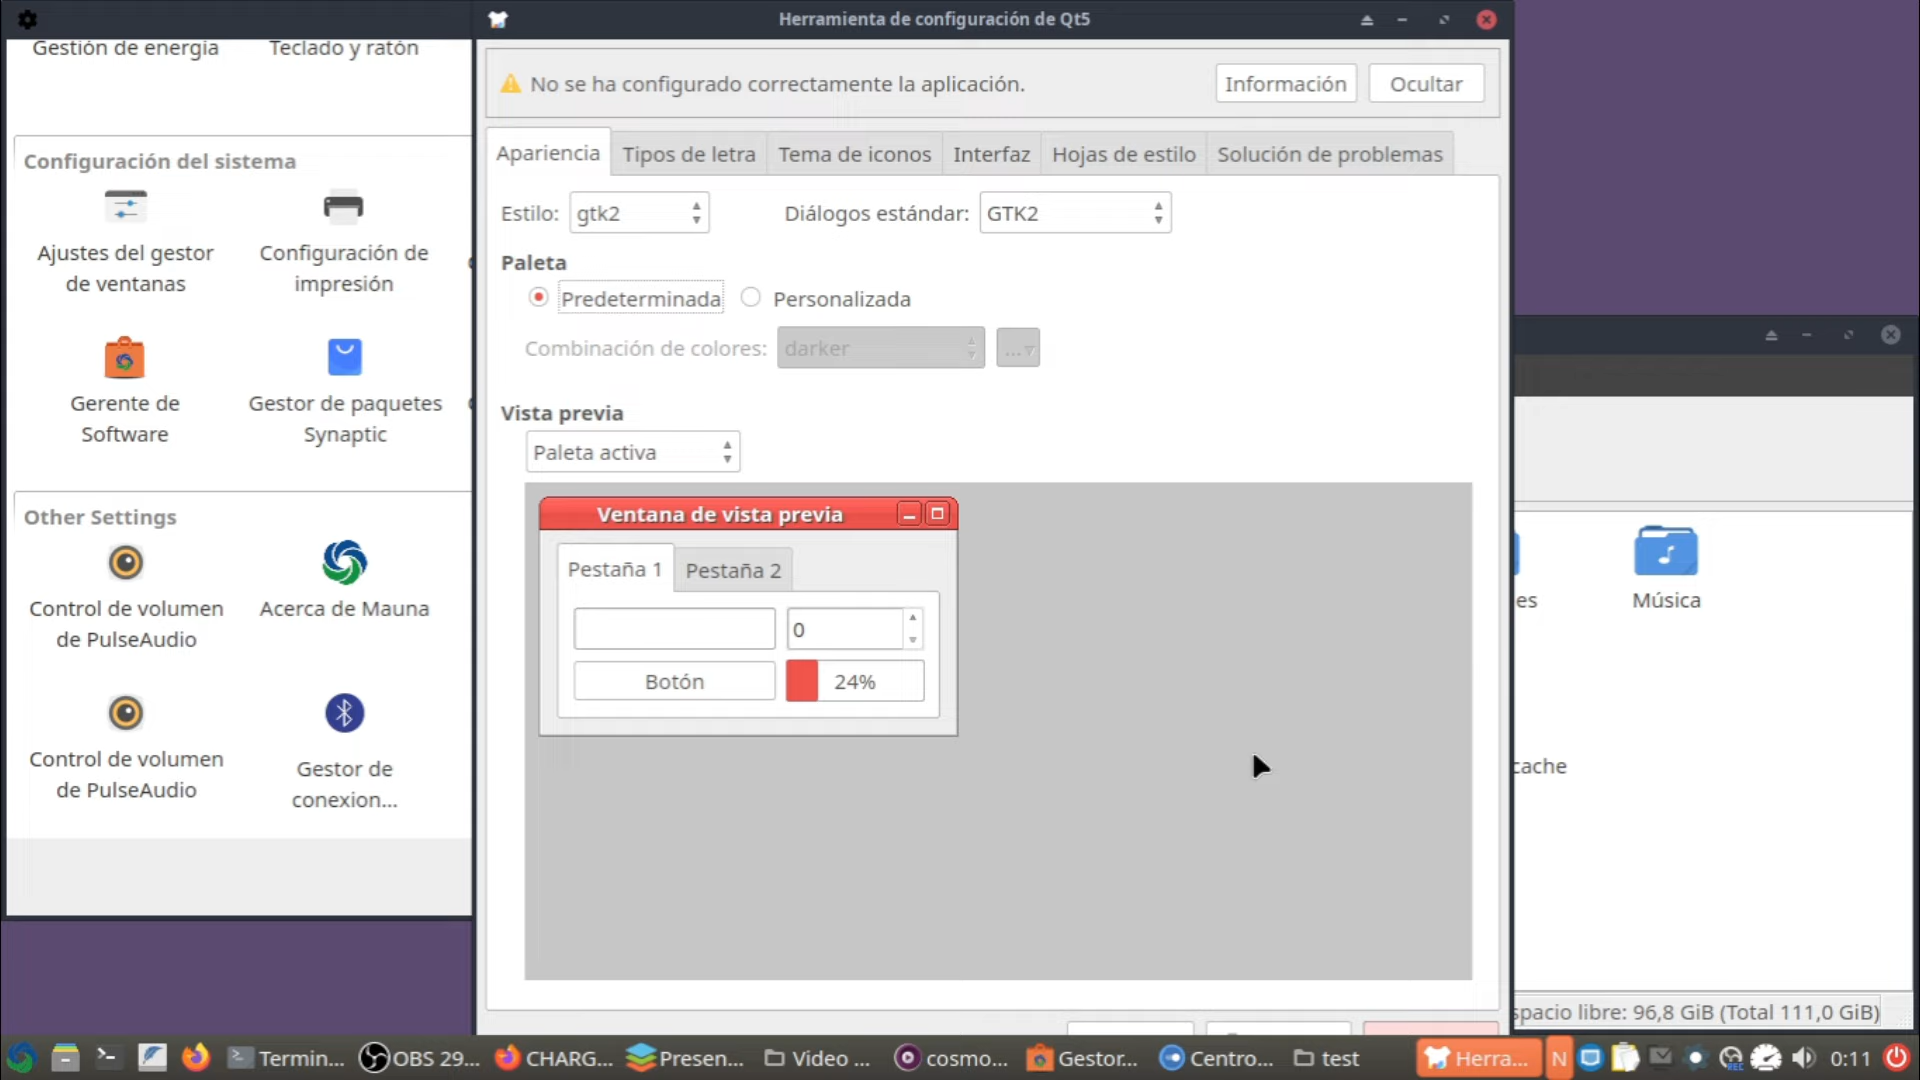 Herramienta de configuración de Qt5
Gestión de energía
Teclado y ratón
Configuración del sistema
Ajustes del gestor
de ventanas
Configuración de
impresión
Gerente de
Software
Gestor de paquetes
Synaptic
Other Settings
Control de volumen
de PulseAudio
Acerca de Mauna
Control de volumen
de PulseAudio
Gestor de
conexion...
No se ha configurado correctamente la aplicación.
Información
Ocultar
Apariencia
Tipos de letra
Tema de iconos
Interfaz
Hojas de estilo
Solución de problemas
Estilo:
gtk2
Diálogos estándar:
GTK2
Paleta
Predeterminada
Personalizada
Combinación de colores:
darker
...
Vista previa
Paleta activa
Ventana de vista previa
Pestaña 1
Pestaña 2
0
Botón
24%
es
Música
cache
spacio libre: 96,8 GiB (Total 111,0 GiB)
Termin...
OBS 29...
CHARG...
Presen...
Video ...
cosmo...
Gestor...
Centro...
test
Herra...
N
REC
0:11